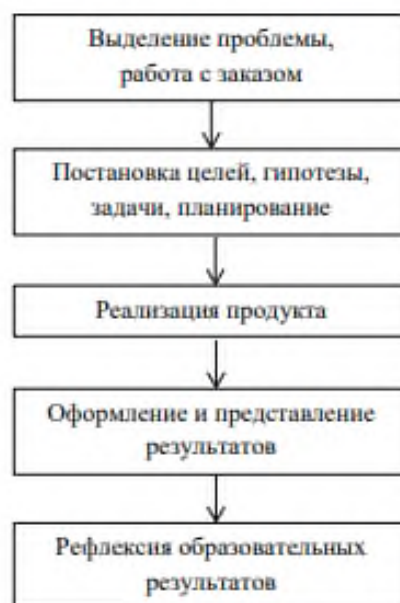 Выделение проблемы,
работа с заказом
Постановка целей, гипотезы,
задачи, планирование
Реализация продукта
Оформление и представление
результатов
Рефлексия образовательных
результатов